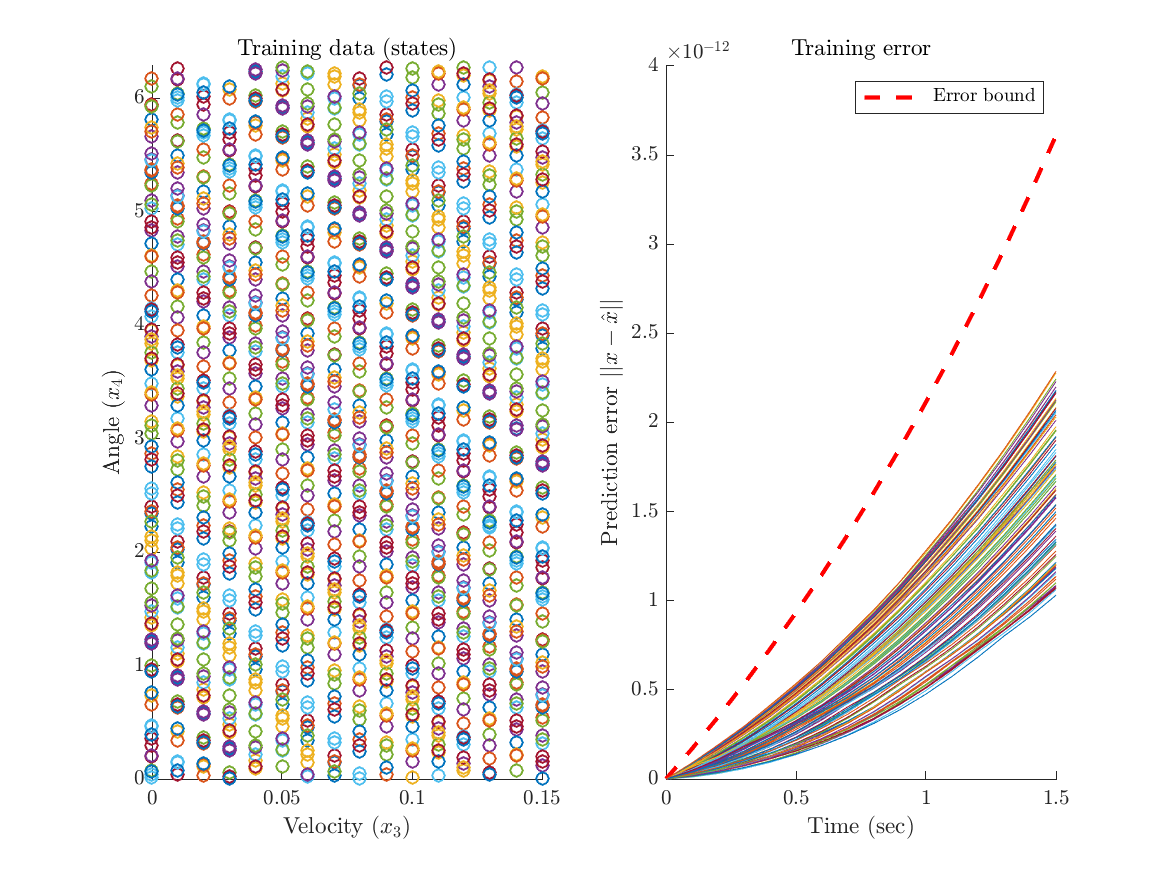 Training data (states)
Angle (x₄)
6
5
4
3
2
1
0
0 0.05 0.1 0.15
Velocity (x₃)
Training error
×10⁻¹²
Error bound
Prediction error ||x − x̂||
4
3.5
3
2.5
2
1.5
1
0.5
0
0 0.5 1 1.5
Time (sec)